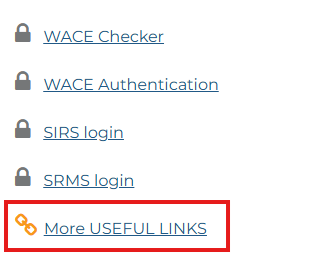 WACE Checker
WACE Authentication
SIRS login
SRMS login
More USEFUL LINKS